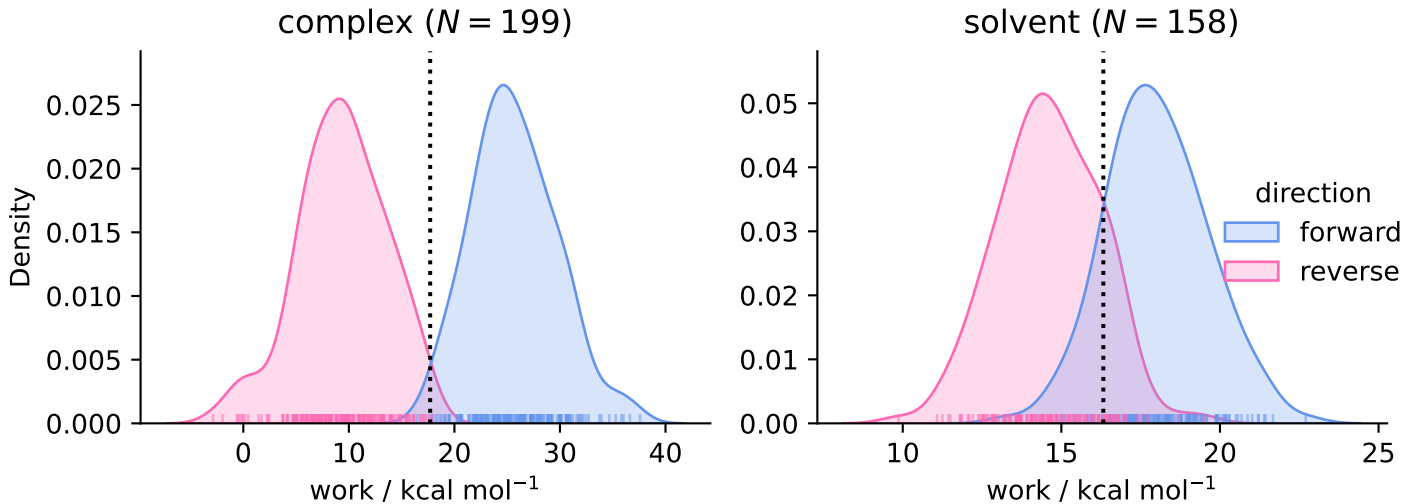 complex (N = 199)
Density
0.025
0.020
0.015
0.010
0.005
0.000
0 10 20 30 40
work / kcal mol⁻¹
solvent (N = 158)
0.05
0.04
0.03
0.02
0.01
0.00
10 15 20 25
work / kcal mol⁻¹
direction
forward
reverse